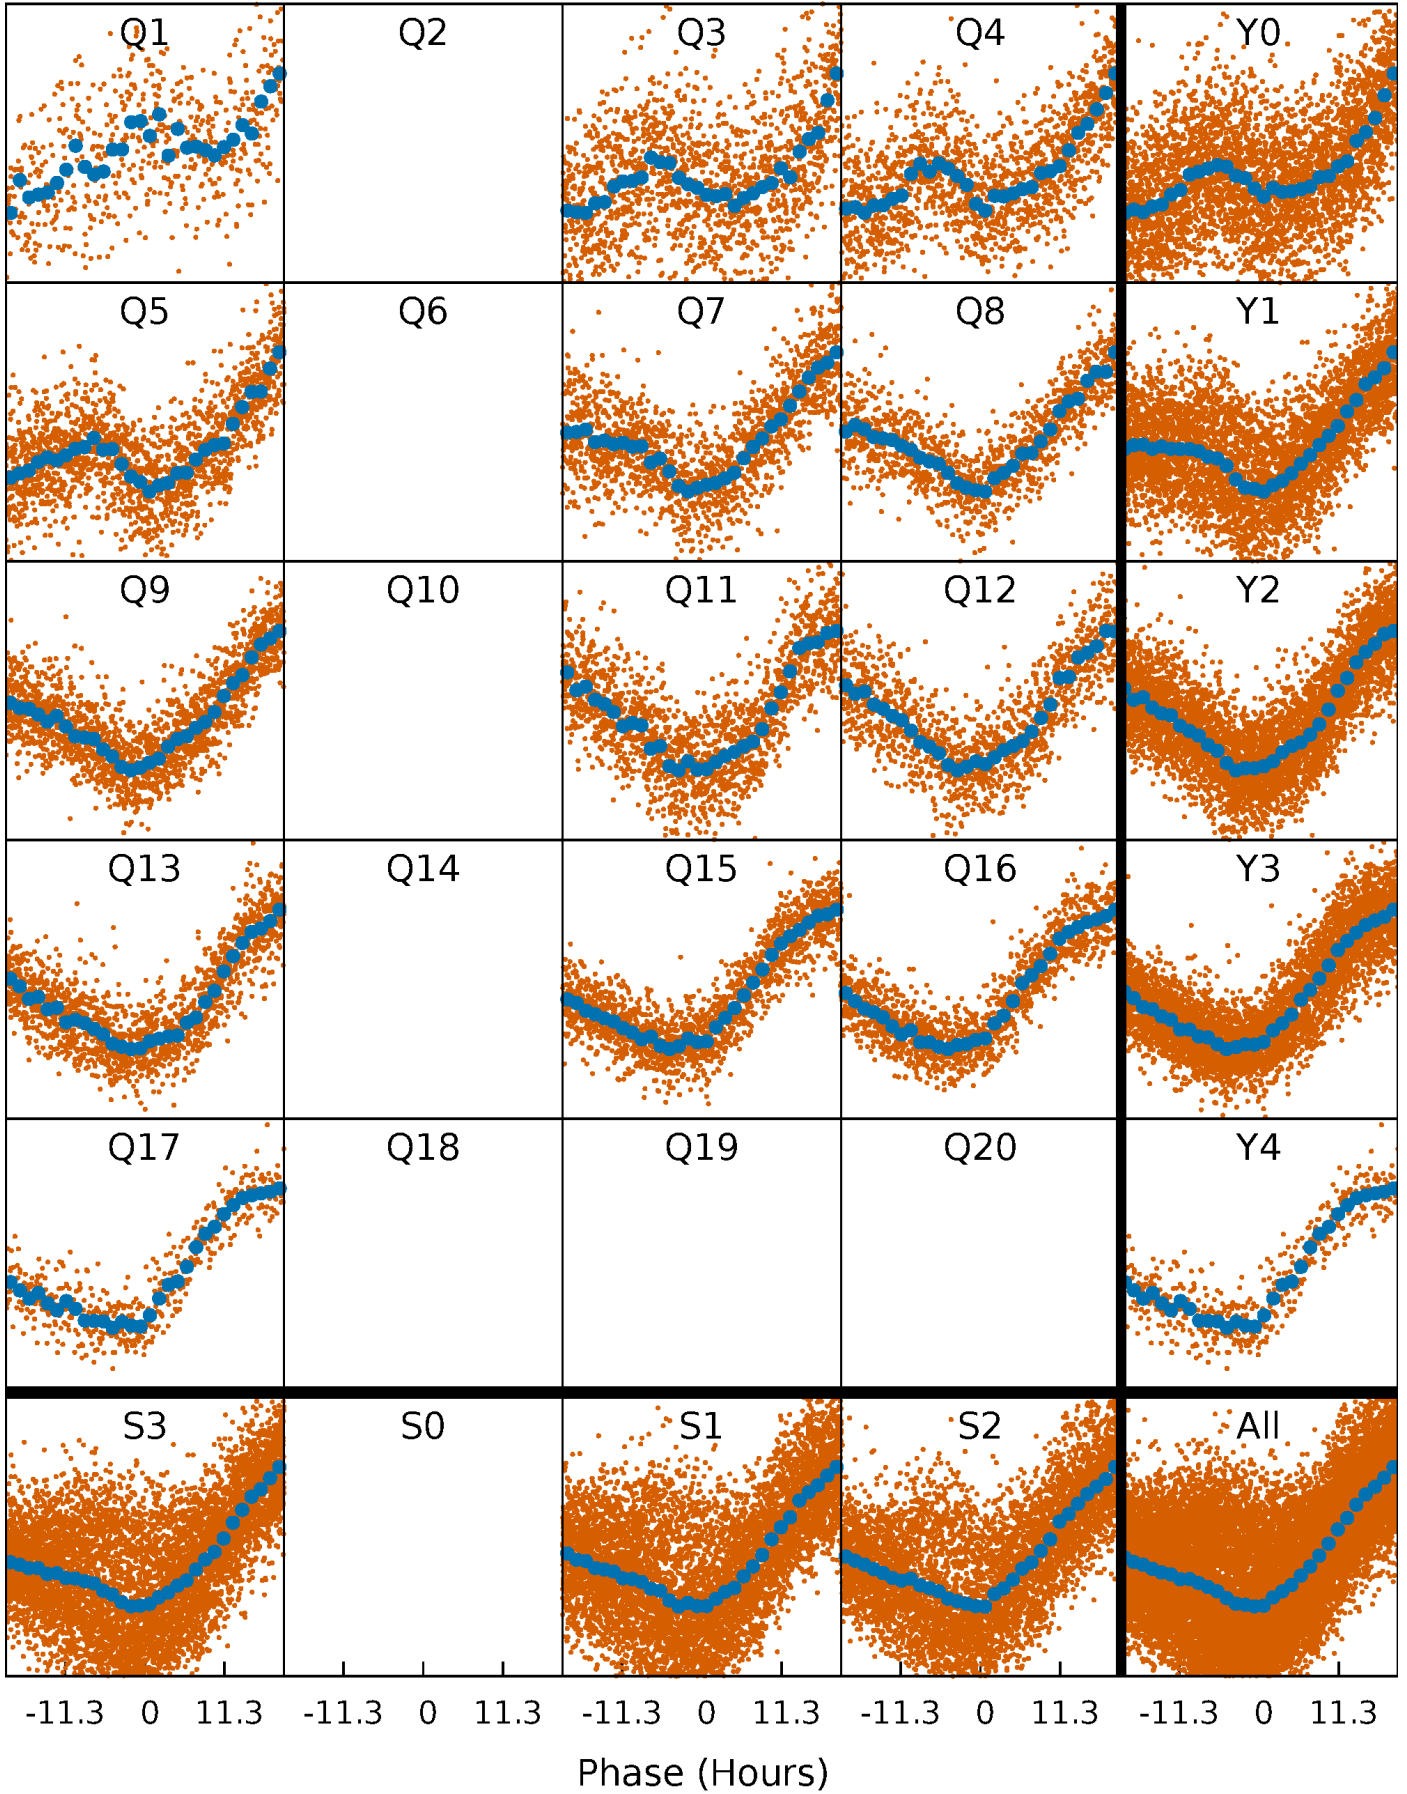 Q1 Q2 Q3 Q4 Y0
Q5 Q6 Q7 Q8 Y1
Q9 Q10 Q11 Q12 Y2
Q13 Q14 Q15 Q16 Y3
Q17 Q18 Q19 Q20 Y4
S3 S0 S1 S2 All
-11.3 0 11.3 -11.3 0 11.3 -11.3 0 11.3 -11.3 0 11.3 -11.3 0 11.3
Phase (Hours)